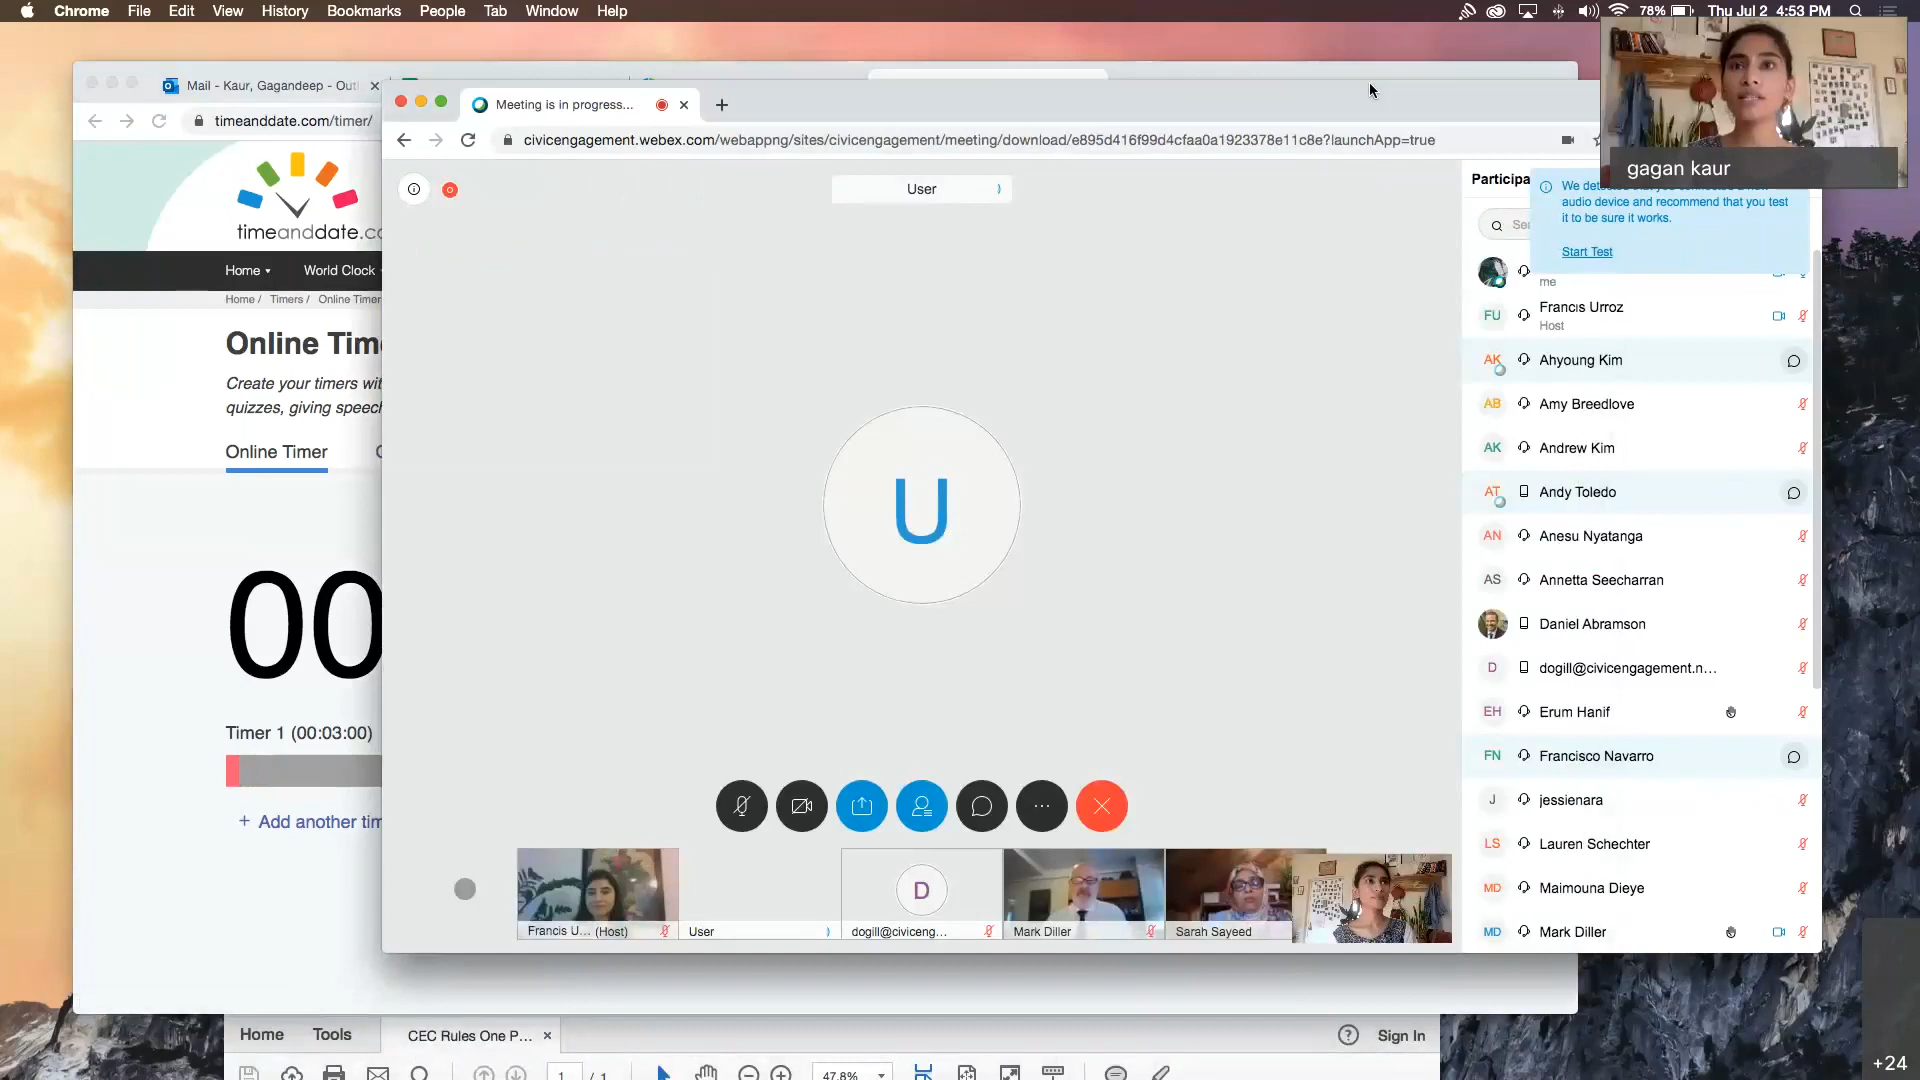 Chrome File Edit View History Bookmarks People Tab Window Help
78% Thu Jul 2 4:53 PM
Mail - Kaur, Gagandeep - Out
Meeting is in progress...
timeanddate.com/timer/
civicengagement.webex.com/webappng/sites/civicengagement/meeting/download/e895d416f99d4cfaa0a1923378e11c8e?launchApp=true
gagan kaur
timeanddate.co
User
Participa
audio device and recommend that you test
it to be sure it works.
Start Test
Home World Clock
Home / Timers / Online Timer
me
Online Time
Create your timers wit
quizzes, giving speech
Online Timer
00
Timer 1 (00:03:00)
+ Add another tim
U
FU Francis Urroz
Host
AK Ahyoung Kim
AB Amy Breedlove
AK Andrew Kim
AT Andy Toledo
AN Anesu Nyatanga
AS Annetta Seecharran
Daniel Abramson
D dogill@civicengagement.n...
EH Erum Hanif
FN Francisco Navarro
J jessienara
LS Lauren Schechter
MD Maimouna Dieye
MD Mark Diller
D
Francis U... (Host) User dogill@civiceng... Mark Diller Sarah Sayeed
Home Tools CEC Rules One P... Sign In
1 / 1 47.8%
+24